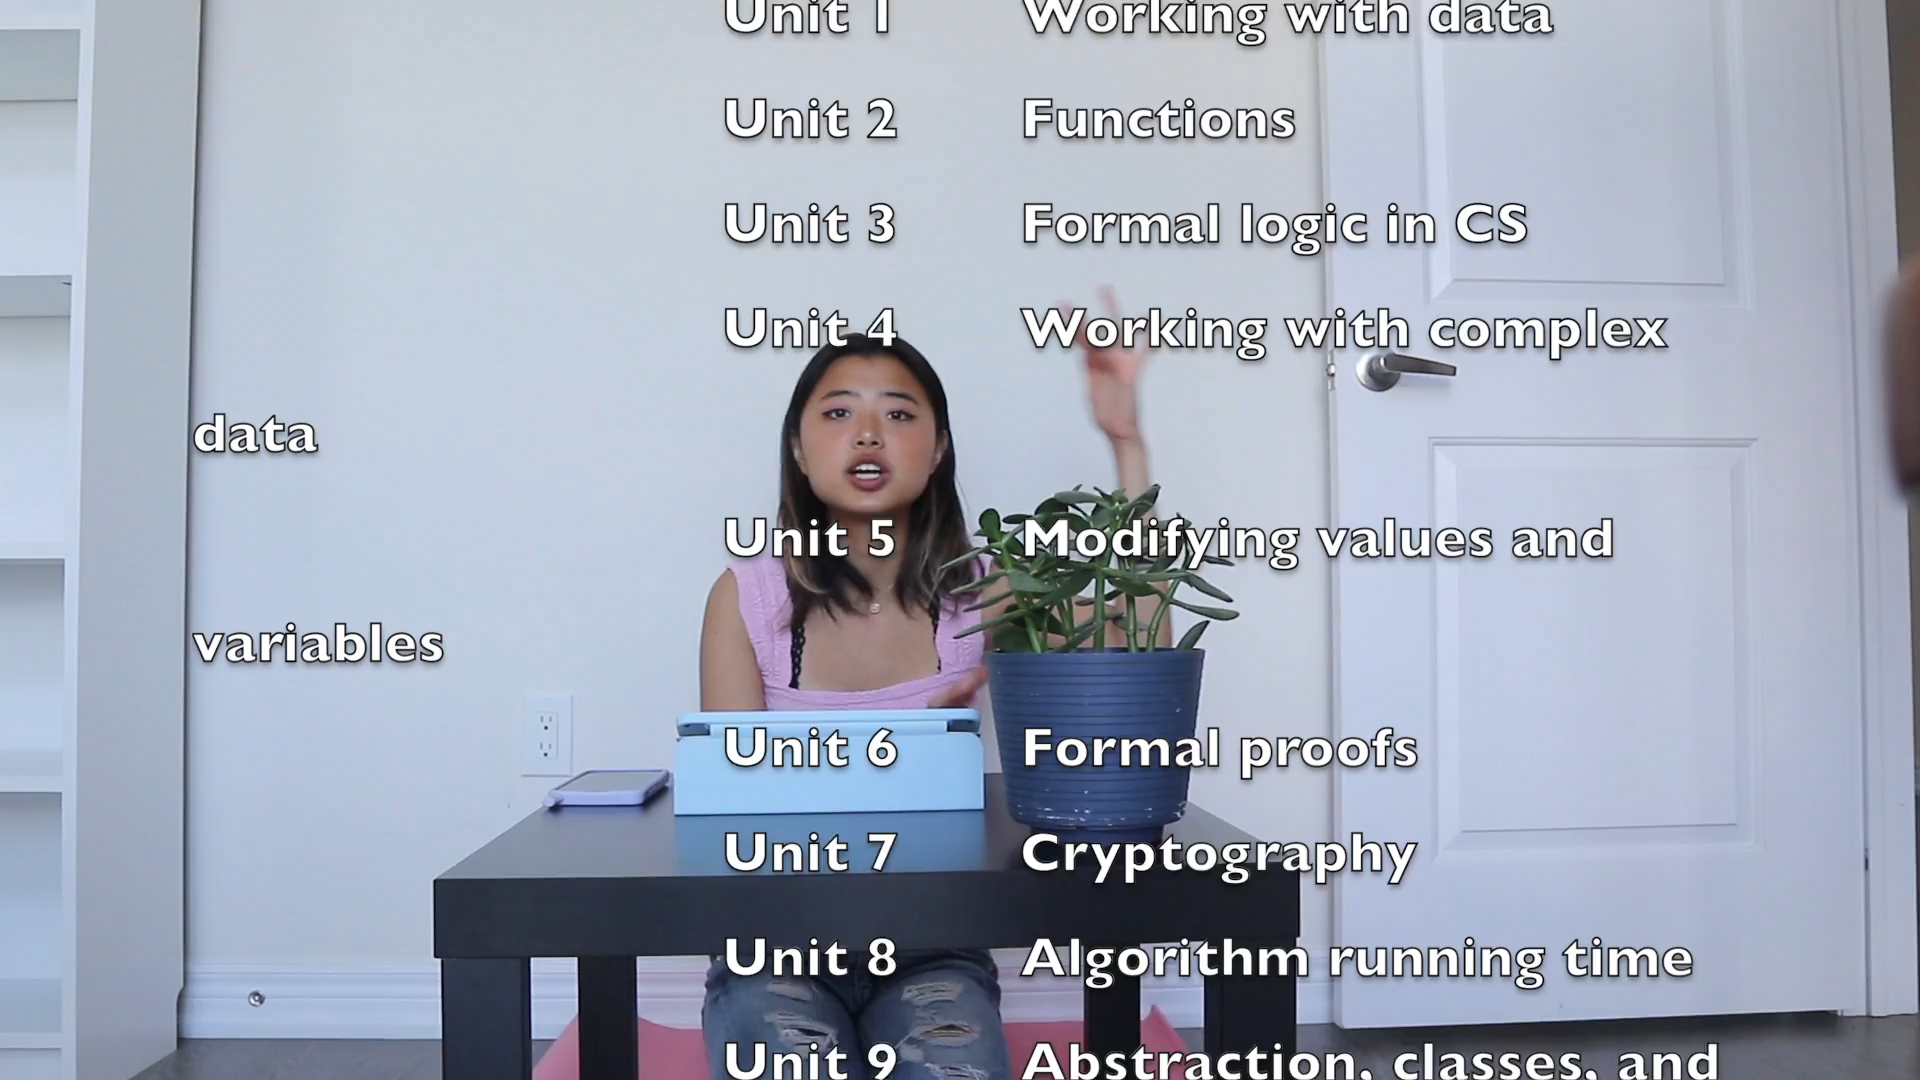 Unit 1 Working with data
Unit 2 Functions
Unit 3 Formal logic in CS
Unit 4 Working with complex
data
Unit 5 Modifying values and
variables
Unit 6 Formal proofs
Unit 7 Cryptography
Unit 8 Algorithm running time
Unit 9 Abstraction, classes, and